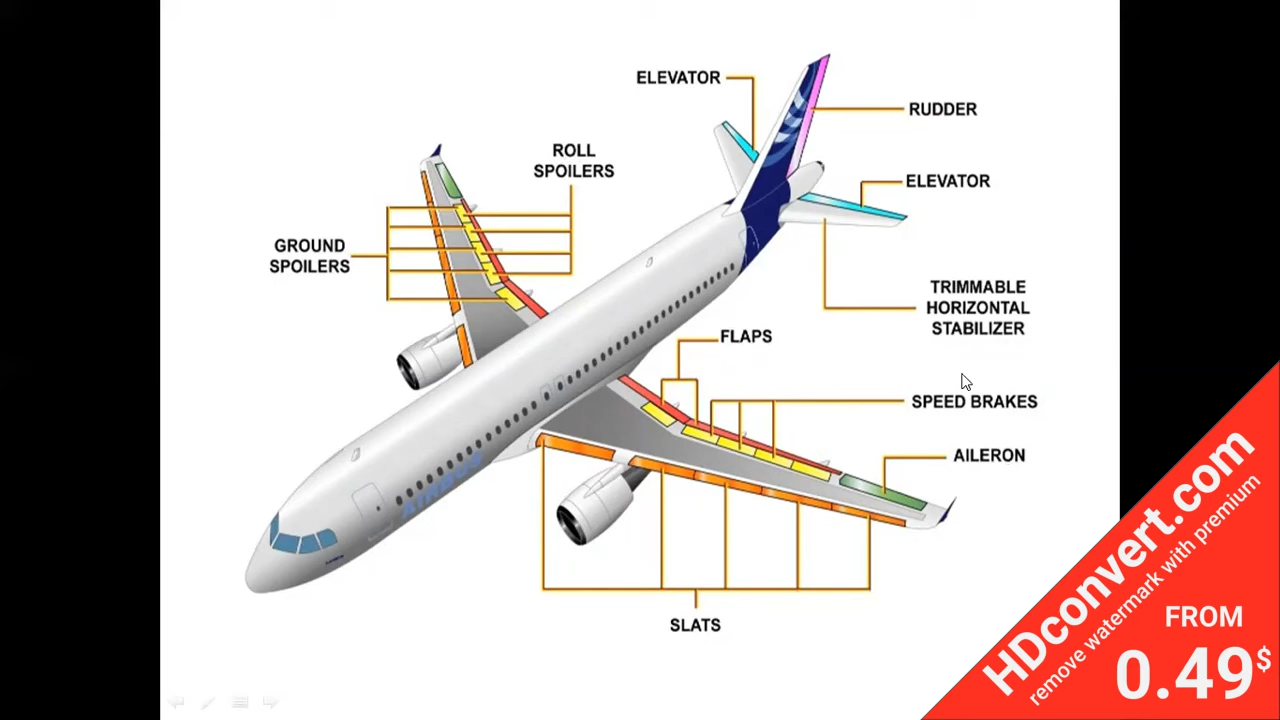 ELEVATOR
RUDDER
ROLL
SPOILERS
ELEVATOR
GROUND
SPOILERS
TRIMMABLE
HORIZONTAL
STABILIZER
FLAPS
SPEED BRAKES
AILERON
AIRBUS
SLATS
HDconvert.com
remove watermark with premium
FROM
0.49$